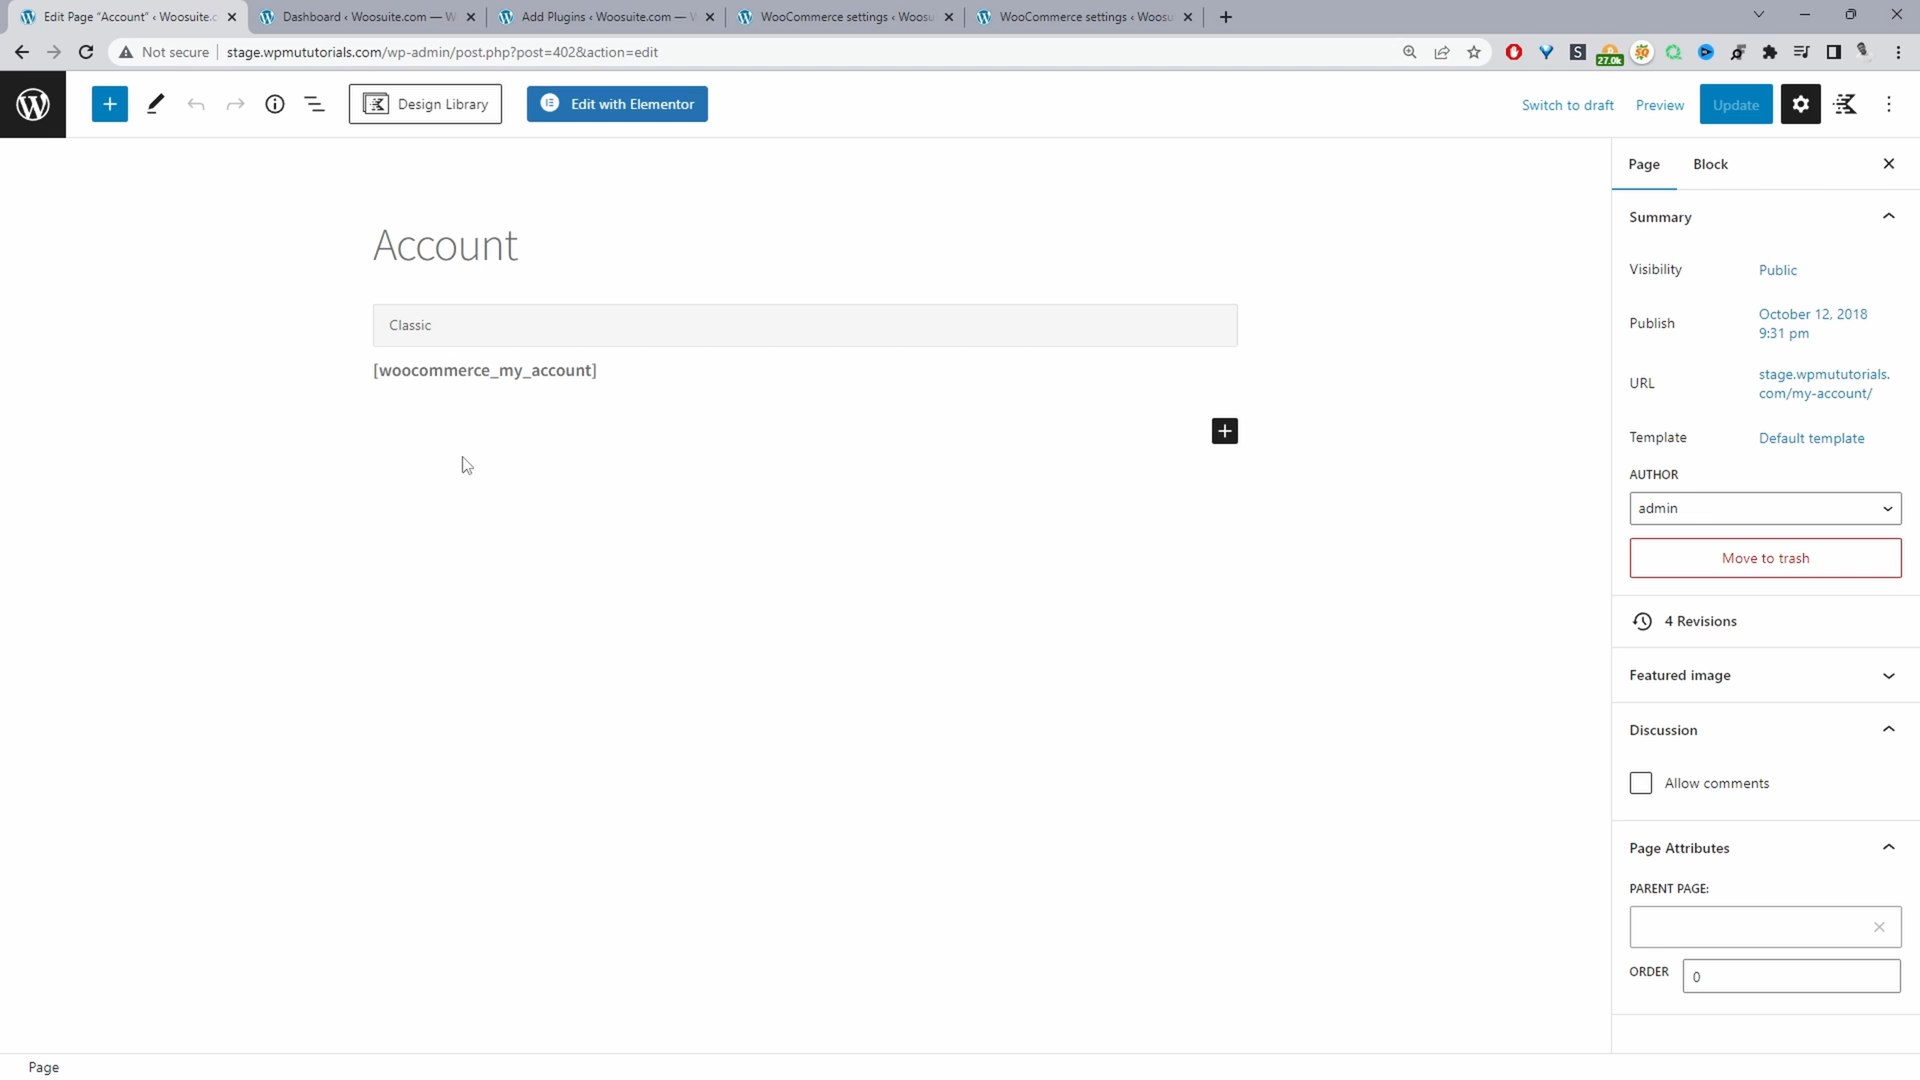 Edit Page “Account” ‹ Woosuite.c
Dashboard ‹ Woosuite.com — W
Add Plugins ‹ Woosuite.com — W
WooCommerce settings ‹ Woosu
WooCommerce settings ‹ Woosu
Not secure
stage.wpmututorials.com/wp-admin/post.php?post=402&action=edit
27.0k
Design Library
Edit with Elementor
Switch to draft
Preview
Update
Page
Block
Summary
Visibility
Public
Publish
October 12, 2018
9:31 pm
URL
stage.wpmututorials.
com/my-account/
Template
Default template
AUTHOR
admin
Move to trash
4 Revisions
Featured image
Discussion
Allow comments
Page Attributes
PARENT PAGE:
ORDER
0
Account
Classic
[woocommerce_my_account]
Page